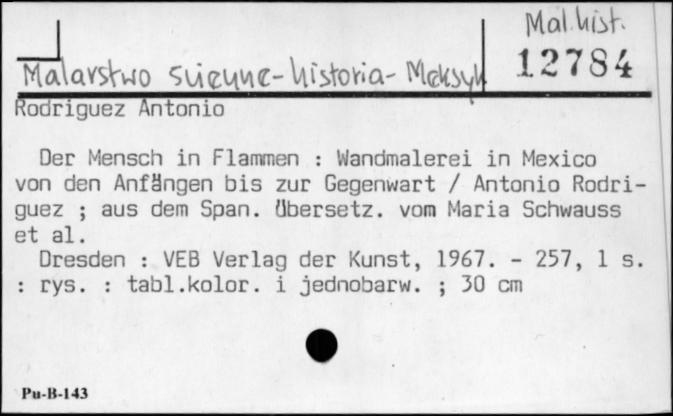 Mal.hist.
12784
Malarstwo ścienne-historia-Meksyk
Rodriguez Antonio
Der Mensch in Flammen : Wandmalerei in Mexico
von den Anfängen bis zur Gegenwart / Antonio Rodri-
guez ; aus dem Span. Übersetz. vom Maria Schwauss
et al.
Dresden : VEB Verlag der Kunst, 1967. - 257, 1 s.
: rys. : tabl.kolor. i jednobarw. ; 30 cm
Pu-B-143